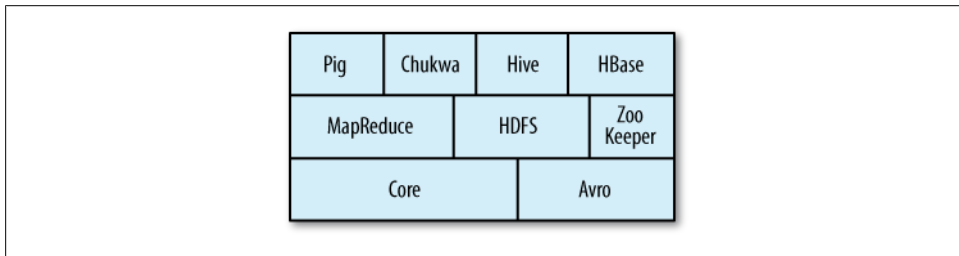 Pig Chukwa Hive HBase
MapReduce HDFS Zoo
Keeper
Core Avro